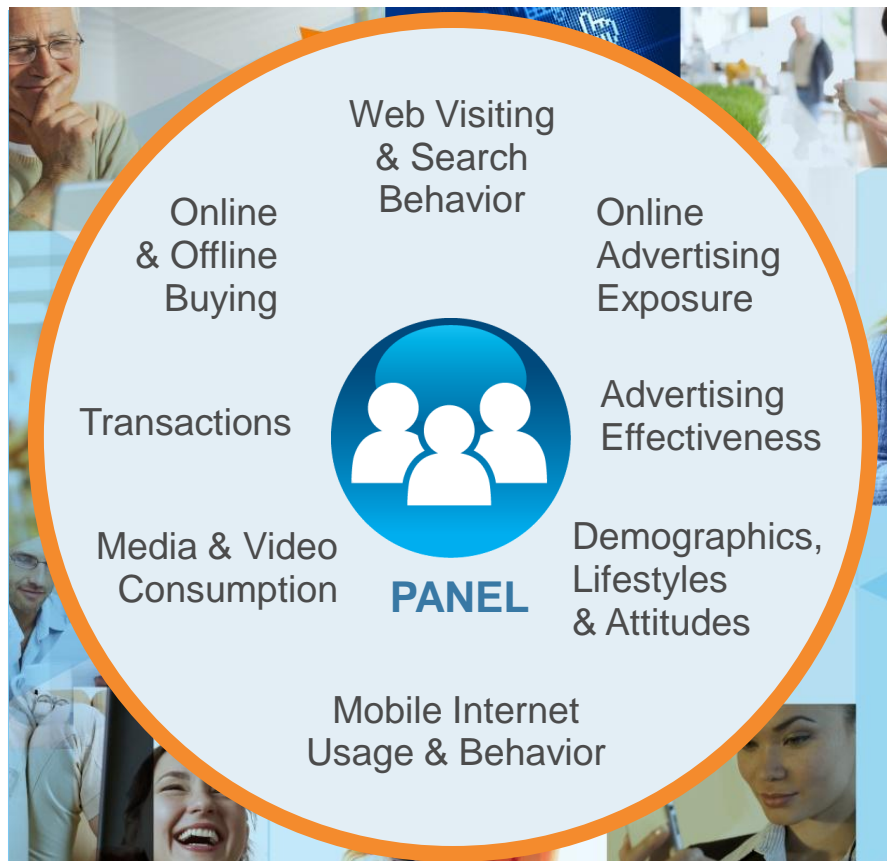 Web Visiting
& Search
Behavior
Online
& Offline
Buying
Online
Advertising
Exposure
Transactions
Advertising
Effectiveness
Media & Video
Consumption
PANEL
Demographics,
Lifestyles
& Attitudes
Mobile Internet
Usage & Behavior